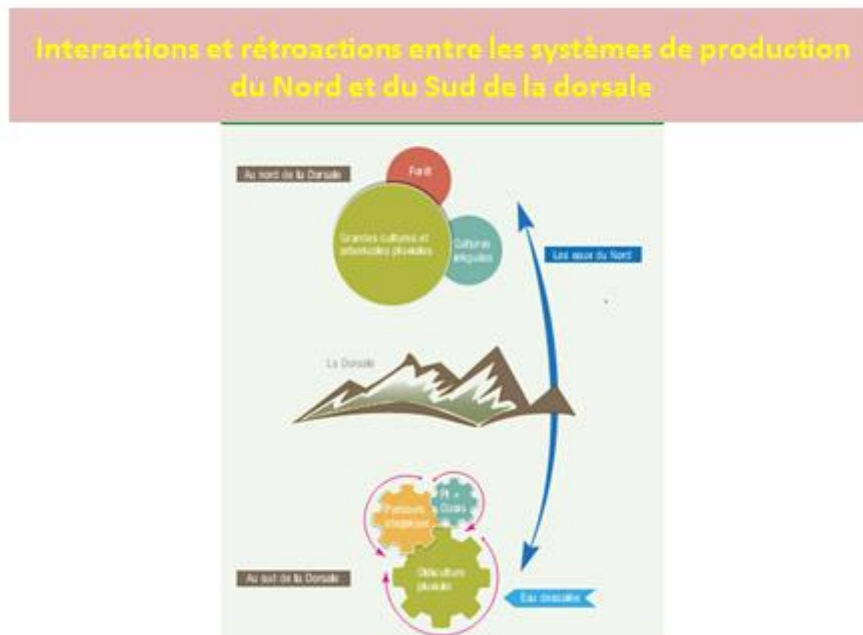 Interactions et rétroactions entre les systèmes de production
du Nord et du Sud de la dorsale
Au nord de la Dorsale
Forêt
Grandes cultures et
arboricoles pluviales
Cultures
irriguées
Les eaux du Nord
La Dorsale
Parcours
PI +
Oasis
Oléiculture
pluviale
Au sud de la Dorsale
Eau dessalée